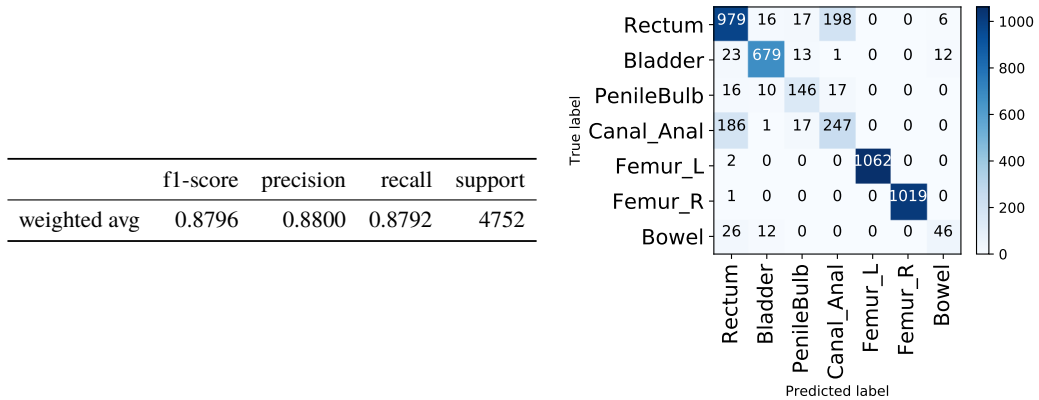 f1-score precision recall support
weighted avg 0.8796 0.8800 0.8792 4752
True label
Rectum 979 16 17 198 0 0 6
Bladder 23 679 13 1 0 0 12
PenileBulb 16 10 146 17 0 0 0
Canal_Anal 186 1 17 247 0 0 0
Femur_L 2 0 0 0 1062 0 0
Femur_R 1 0 0 0 0 1019 0
Bowel 26 12 0 0 0 0 46
Rectum Bladder PenileBulb Canal_Anal Femur_L Femur_R Bowel
Predicted label
1000
800
600
400
200
0